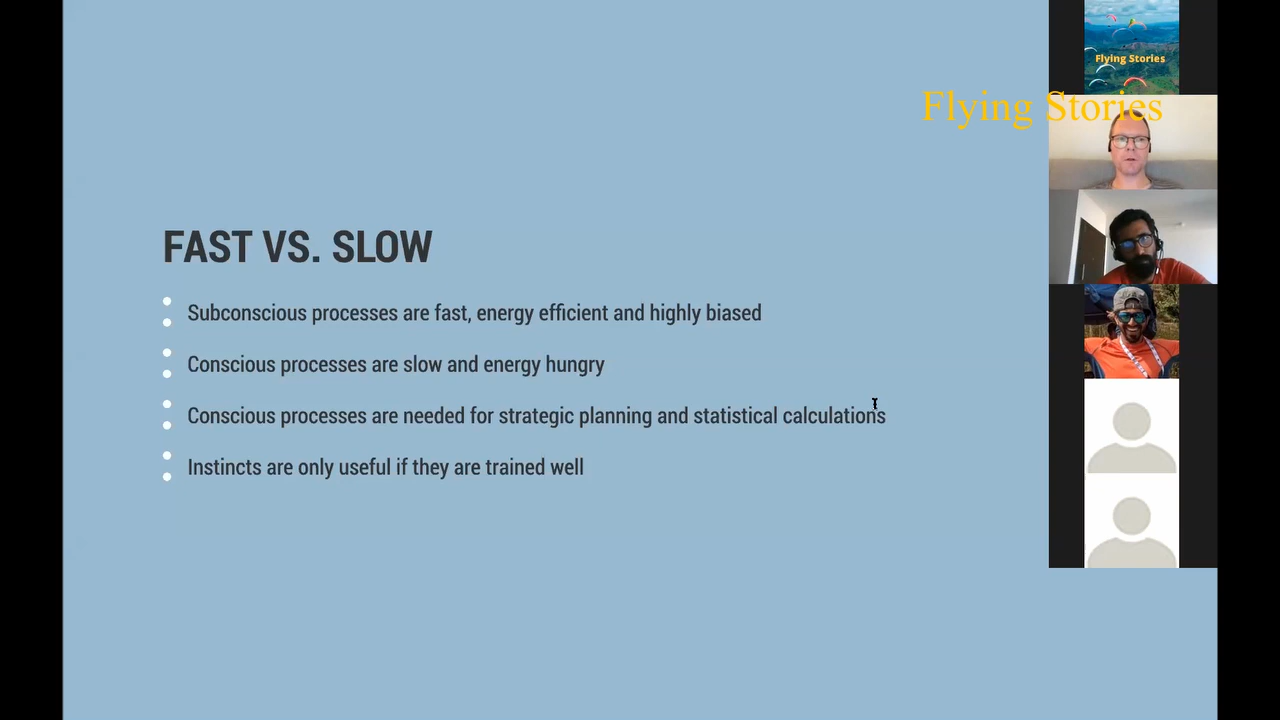 Flying Stories
Flying Stories
FAST VS. SLOW
Subconscious processes are fast, energy efficient and highly biased
Conscious processes are slow and energy hungry
Conscious processes are needed for strategic planning and statistical calculations
Instincts are only useful if they are trained well